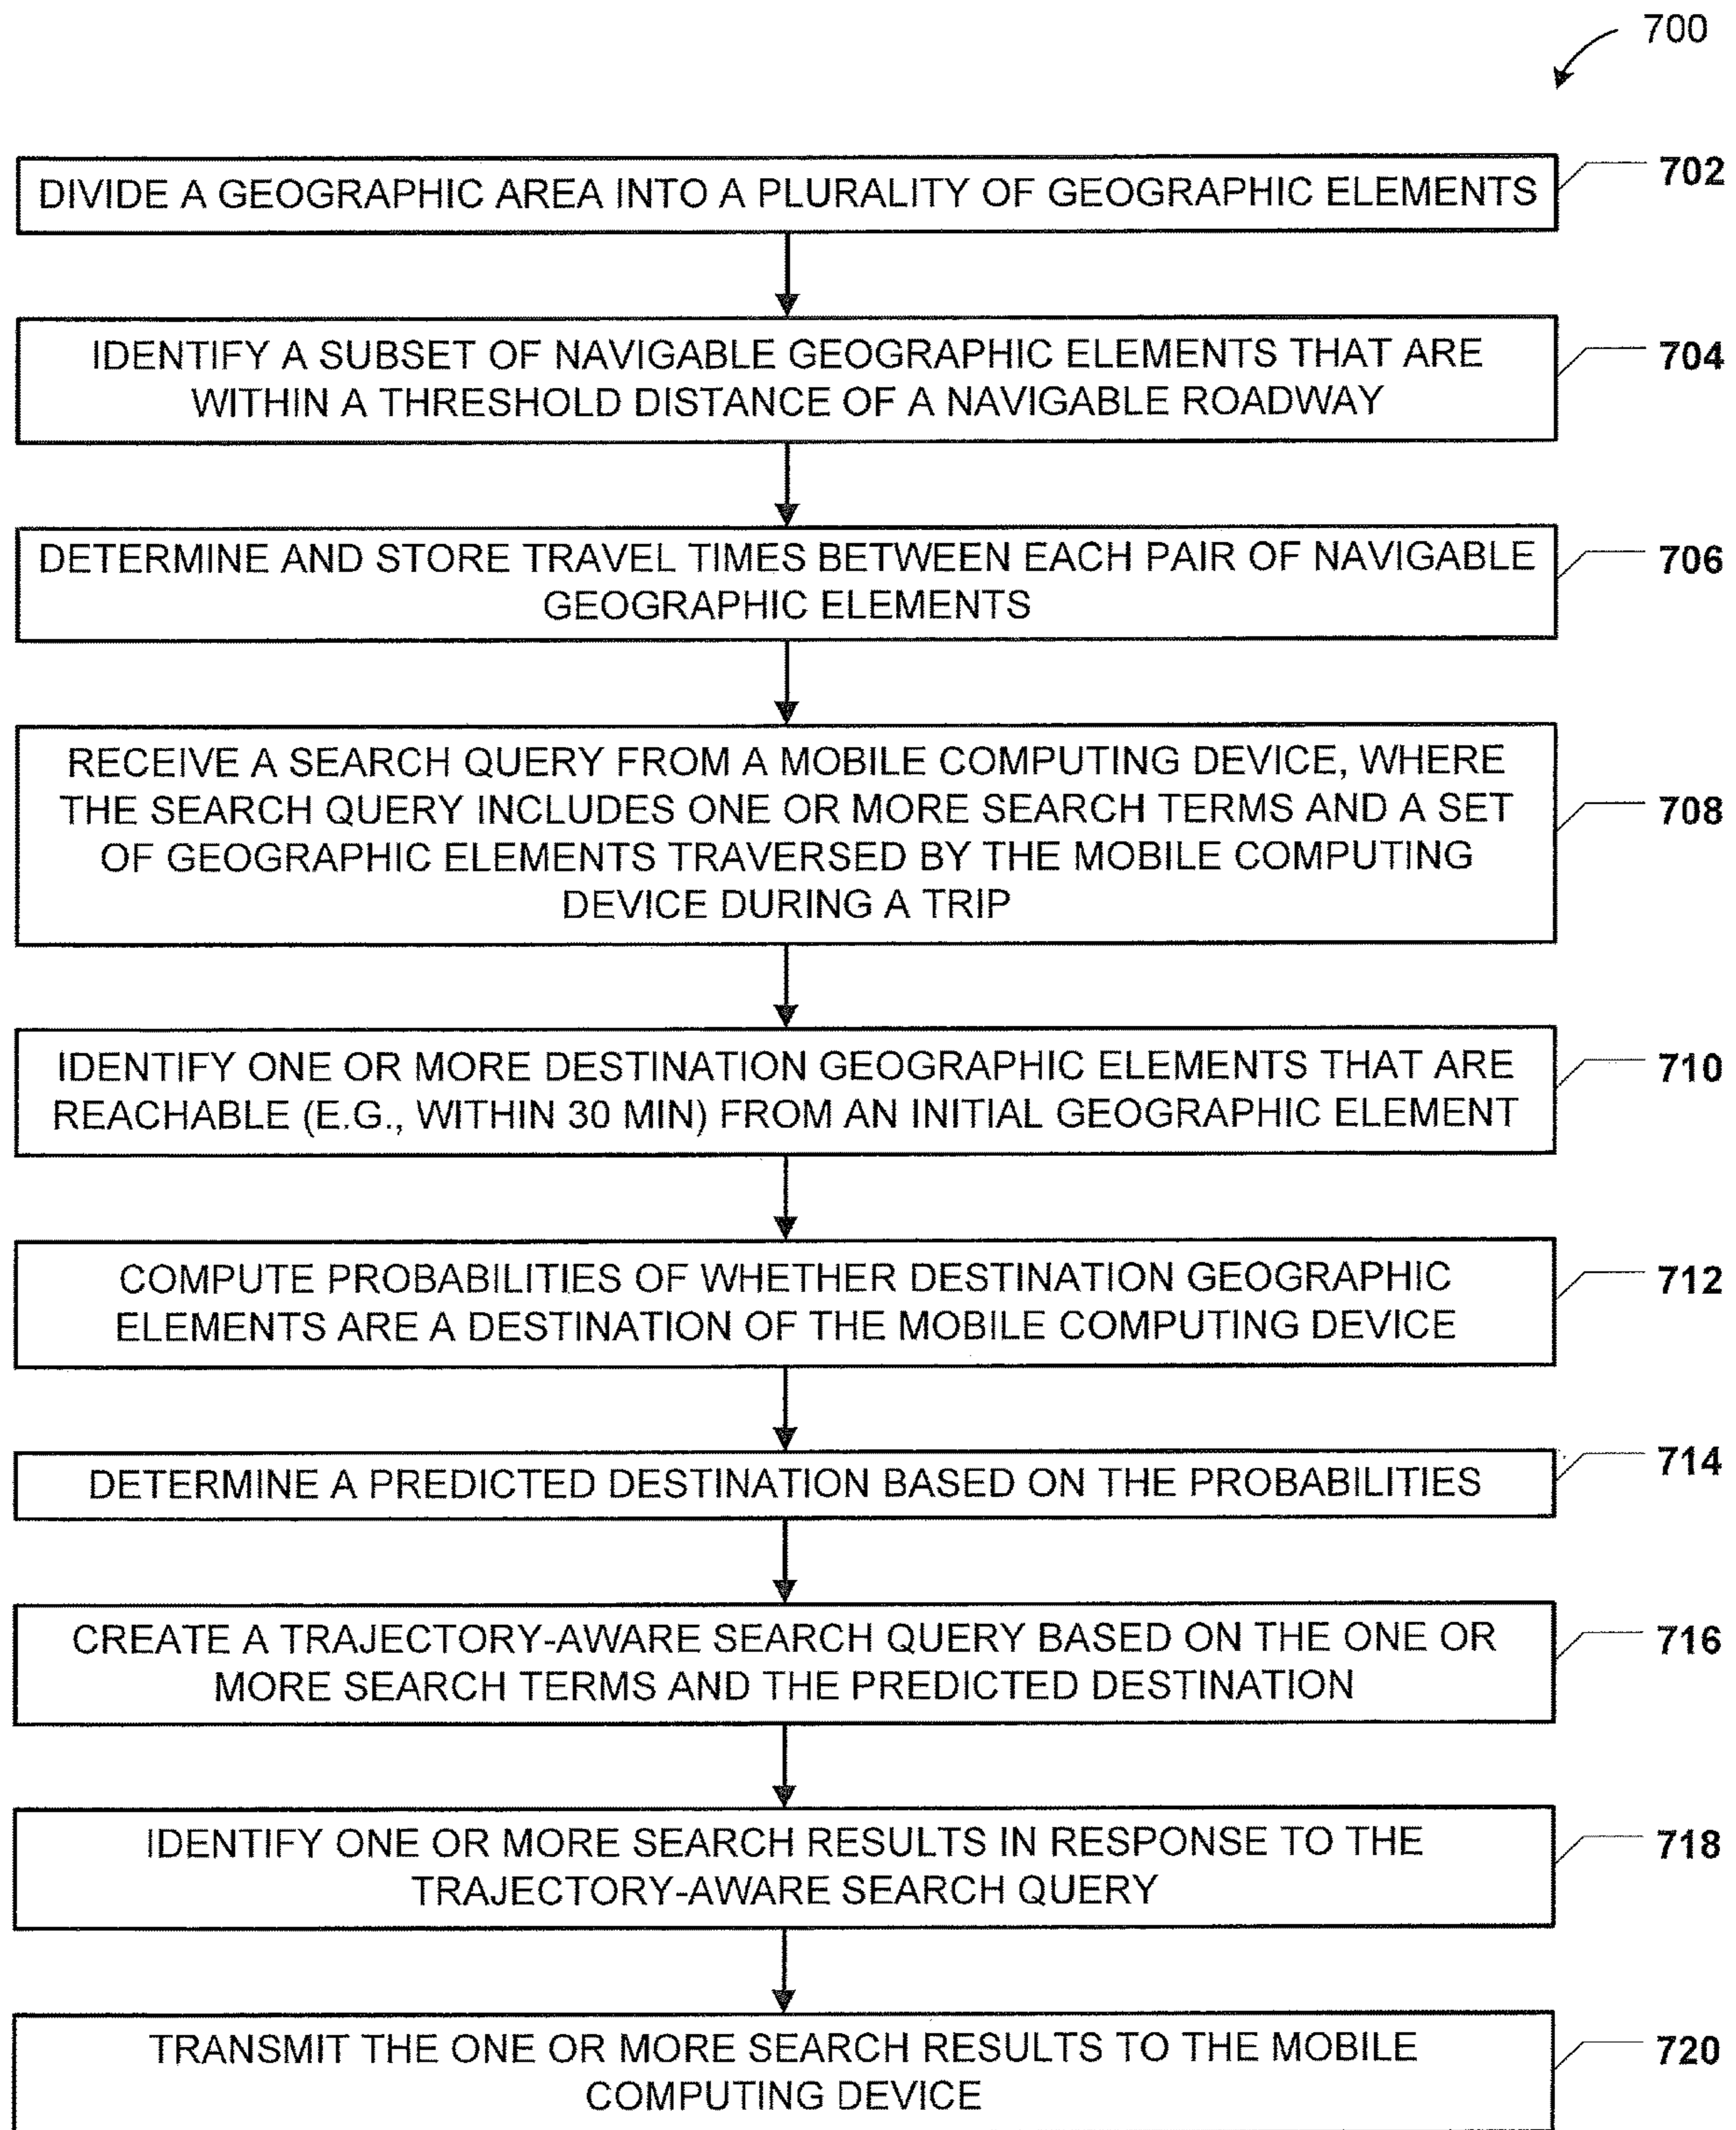 700
DIVIDE A GEOGRAPHIC AREA INTO A PLURALITY OF GEOGRAPHIC ELEMENTS
702
IDENTIFY A SUBSET OF NAVIGABLE GEOGRAPHIC ELEMENTS THAT ARE
WITHIN A THRESHOLD DISTANCE OF A NAVIGABLE ROADWAY
704
DETERMINE AND STORE TRAVEL TIMES BETWEEN EACH PAIR OF NAVIGABLE
GEOGRAPHIC ELEMENTS
706
RECEIVE A SEARCH QUERY FROM A MOBILE COMPUTING DEVICE, WHERE
THE SEARCH QUERY INCLUDES ONE OR MORE SEARCH TERMS AND A SET
OF GEOGRAPHIC ELEMENTS TRAVERSED BY THE MOBILE COMPUTING
DEVICE DURING A TRIP
708
IDENTIFY ONE OR MORE DESTINATION GEOGRAPHIC ELEMENTS THAT ARE
REACHABLE (E.G., WITHIN 30 MIN) FROM AN INITIAL GEOGRAPHIC ELEMENT
710
COMPUTE PROBABILITIES OF WHETHER DESTINATION GEOGRAPHIC
ELEMENTS ARE A DESTINATION OF THE MOBILE COMPUTING DEVICE
712
DETERMINE A PREDICTED DESTINATION BASED ON THE PROBABILITIES
714
CREATE A TRAJECTORY-AWARE SEARCH QUERY BASED ON THE ONE OR
MORE SEARCH TERMS AND THE PREDICTED DESTINATION
716
IDENTIFY ONE OR MORE SEARCH RESULTS IN RESPONSE TO THE
TRAJECTORY-AWARE SEARCH QUERY
718
TRANSMIT THE ONE OR MORE SEARCH RESULTS TO THE MOBILE
COMPUTING DEVICE
720